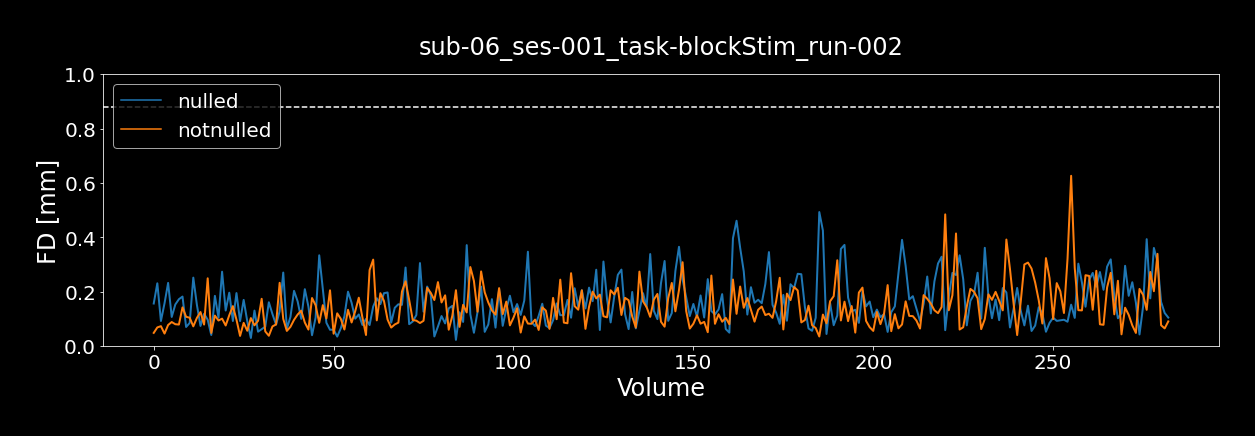 sub-06_ses-001_task-blockStim_run-002
1.0
0.8
0.6
0.4
0.2
0.0
FD [mm]
nulled
notnulled
0 50 100 150 200 250
Volume